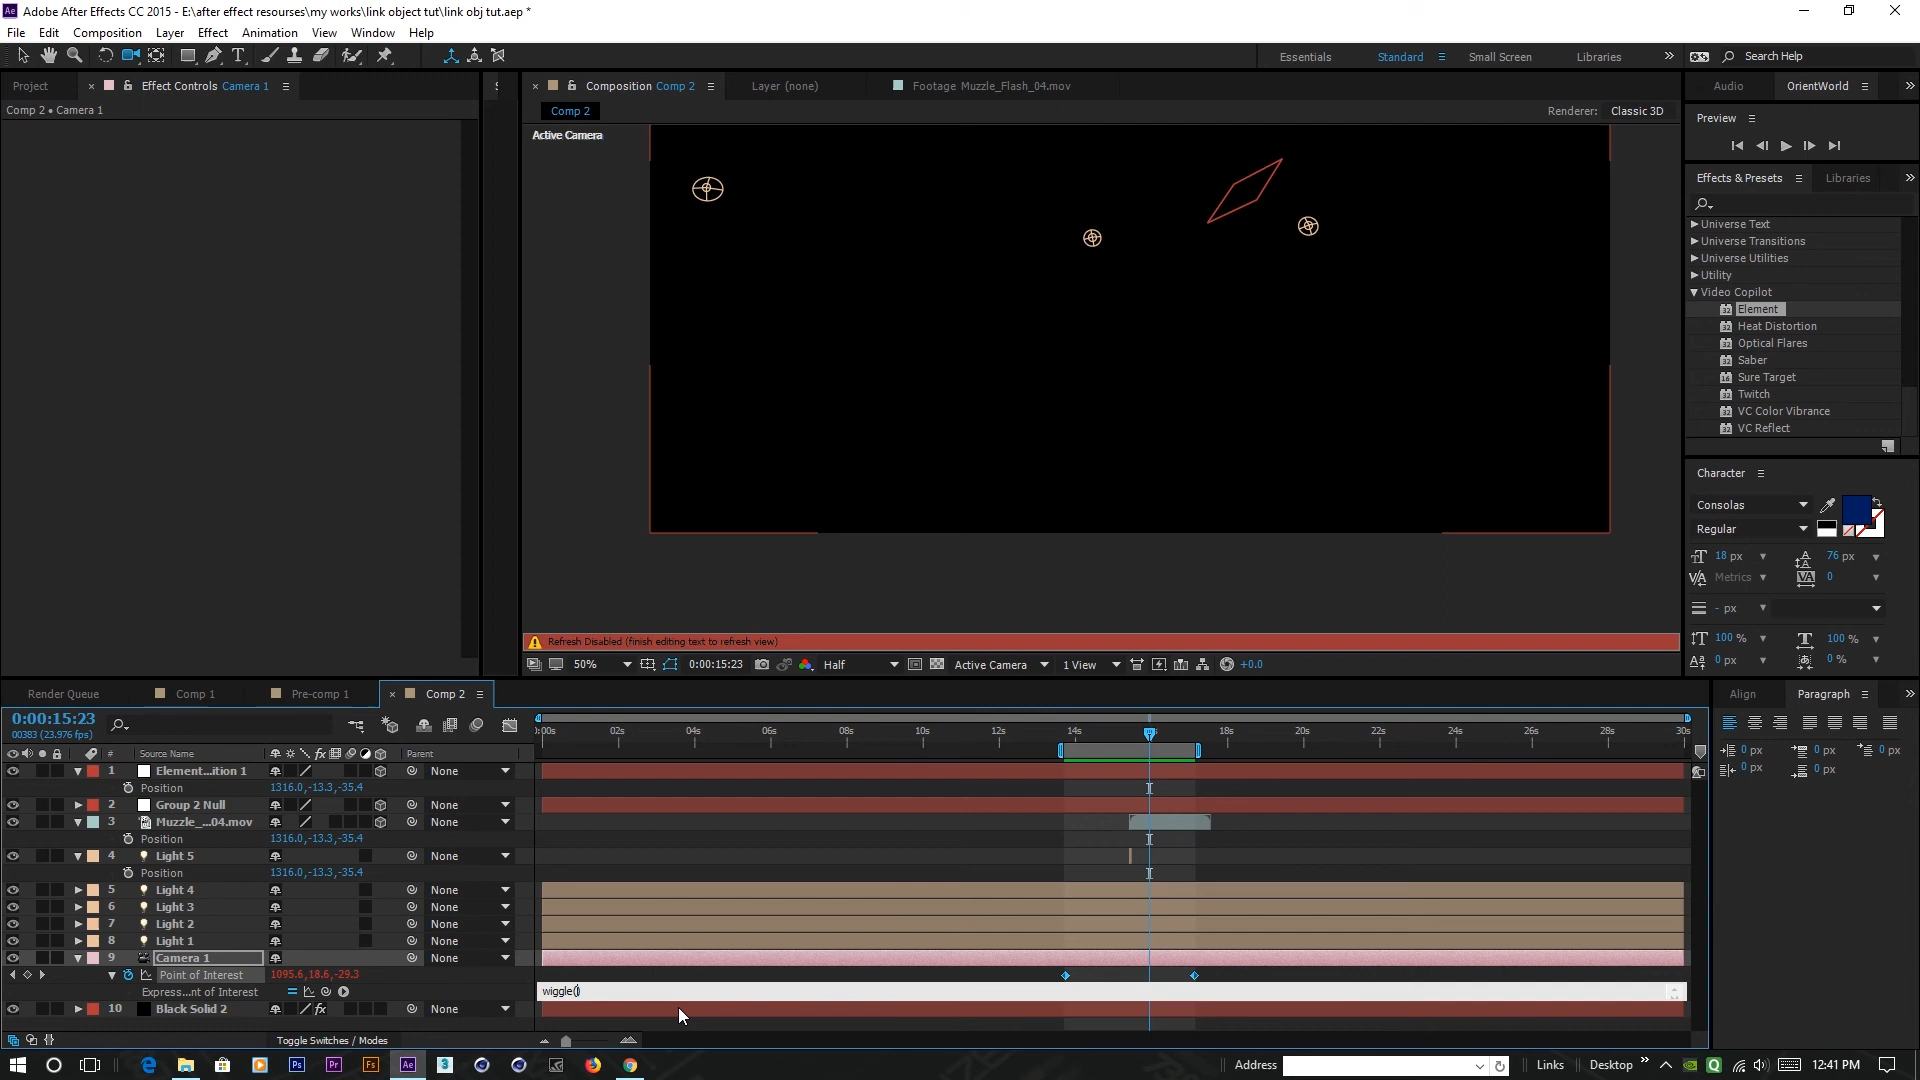 Adobe After Effects CC 2015 - E:\after effect resourses\my works\link object tut\link obj tut.aep *
File Edit Composition Layer Effect Animation View Window Help
Essentials Standard Small Screen Libraries Search Help
Project Effect Controls Camera 1
Comp 2 • Camera 1
Composition Comp 2 Layer (none) Footage Muzzle_Flash_04.mov
Comp 2 Renderer: Classic 3D
Active Camera
Audio OrientWorld
Preview
Effects & Presets Libraries
Universe Text
Universe Transitions
Universe Utilities
Utility
Video Copilot
Element
Heat Distortion
Optical Flares
Saber
Sure Target
Twitch
VC Color Vibrance
VC Reflect
Character
Consolas
Regular
18 px 76 px
Metrics 0
- px
100 % 100 %
0 px 0 %
Refresh Disabled (finish editing text to refresh view)
50% 0:00:15:23 Half Active Camera 1 View +0.0
Render Queue Comp 1 Pre-comp 1 Comp 2
Align Paragraph
0 px 0 px 0 px
0 px 0 px
0:00:15:23
00383 (23.976 fps)
:00s 02s 04s 06s 08s 10s 12s 14s 18s 20s 22s 24s 26s 28s 30s
# Source Name Parent
1 Element...ition 1 None
Position 1316.0,-13.3,-35.4
2 Group 2 Null None
3 Muzzle_...04.mov None
Position 1316.0,-13.3,-35.4
4 Light 5 None
Position 1316.0,-13.3,-35.4
5 Light 4 None
6 Light 3 None
7 Light 2 None
8 Light 1 None
9 Camera 1 None
Point of Interest 1095.6,18.6,-29.3
Express...nt of Interest wiggle()
10 Black Solid 2 None
Toggle Switches / Modes
Address Links Desktop 12:41 PM